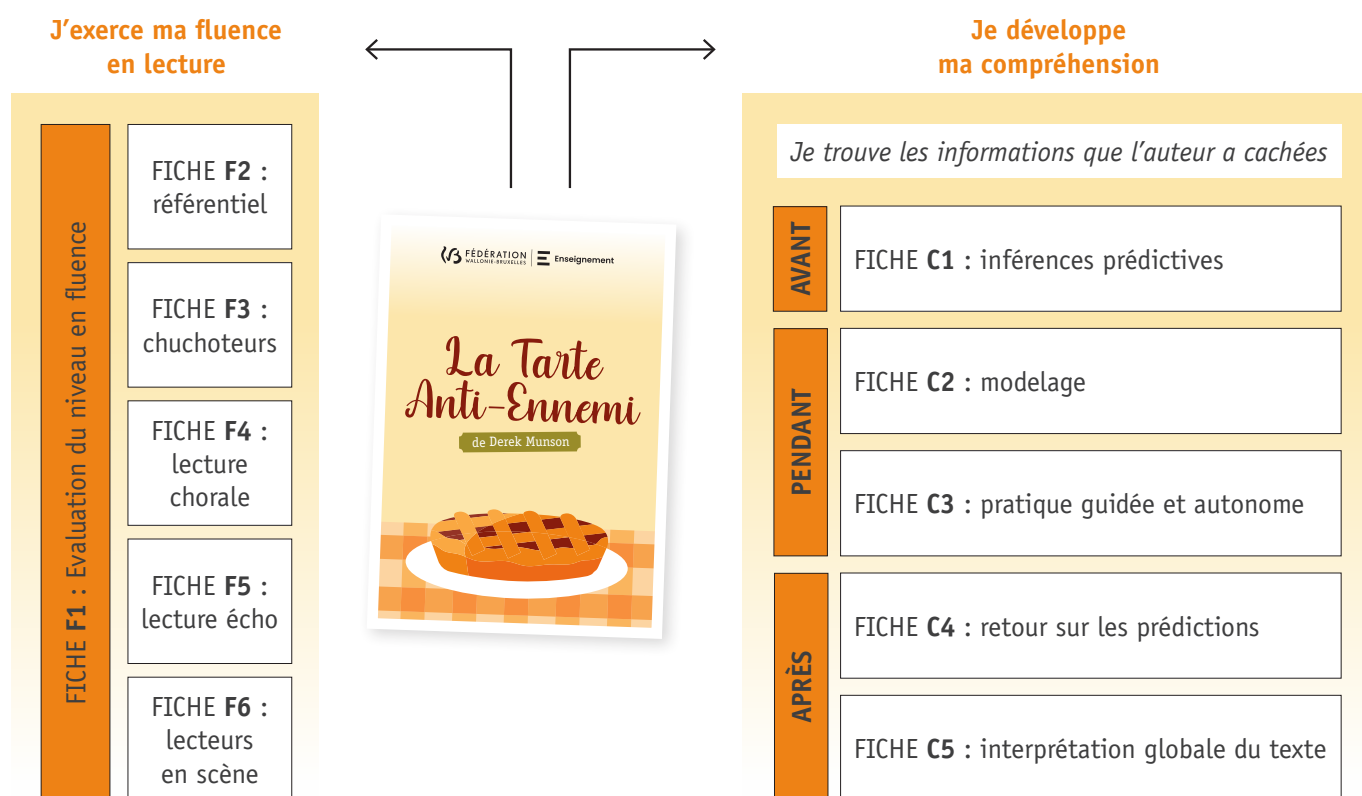 J’exerce ma fluence
en lecture
FICHE F1 : Evaluation du niveau en fluence
FICHE F2 :
référentiel
FICHE F3 :
chuchoteurs
FICHE F4 :
lecture
chorale
FICHE F5 :
lecture écho
FICHE F6 :
lecteurs
en scène
FÉDÉRATION
WALLONIE-BRUXELLES
Enseignement
La Tarte
Anti-Ennemi
de Derek Munson
Je développe
ma compréhension
Je trouve les informations que l’auteur a cachées
AVANT
FICHE C1 : inférences prédictives
PENDANT
FICHE C2 : modelage
FICHE C3 : pratique guidée et autonome
APRÈS
FICHE C4 : retour sur les prédictions
FICHE C5 : interprétation globale du texte